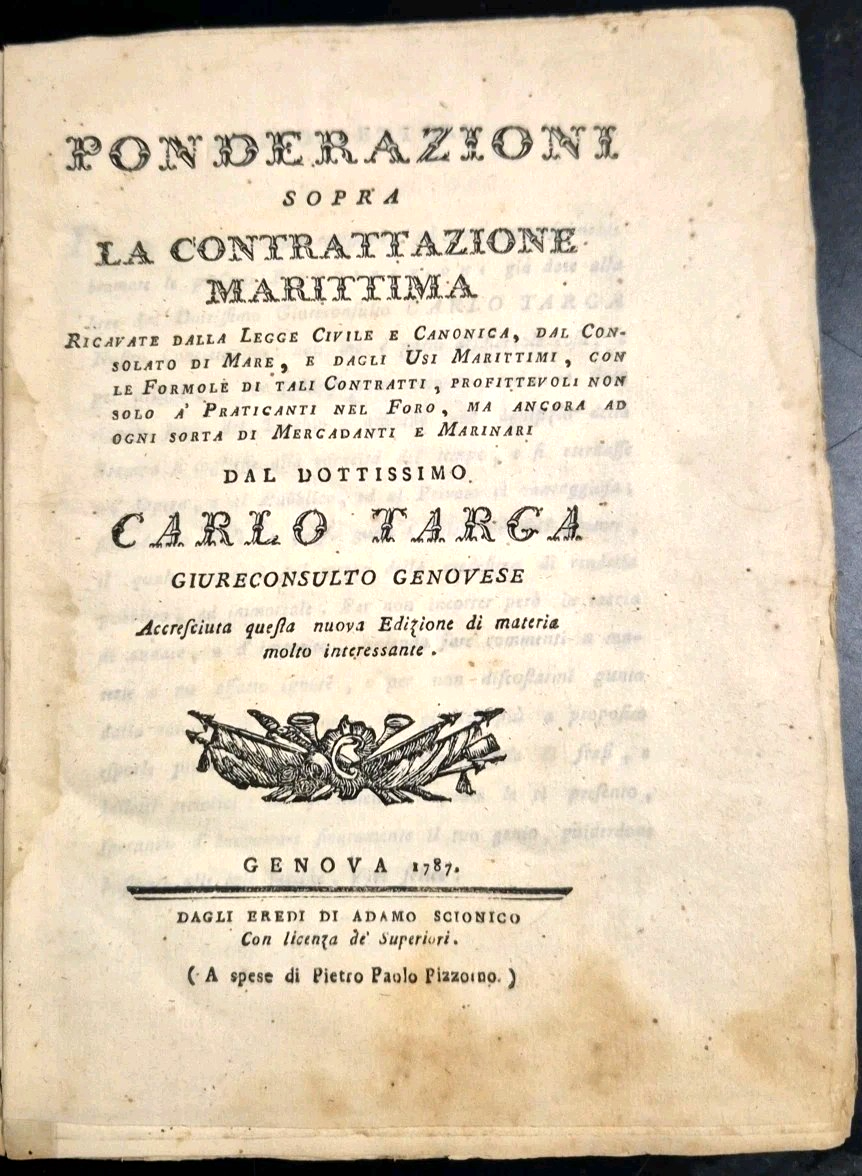 PONDERAZIONI
SOPRA
LA CONTRATTAZIONE
MARITTIMA
RICAVATE DALLA LEGGE CIVILE E CANONICA, DAL CON-
SOLATO DI MARE, E DAGLI USI MARITTIMI, CON
LE FORMOLE DI TALI CONTRATTI, PROFITTEVOLI NON
SOLO A' PRATICANTI NEL FORO, MA ANCORA AD
OGNI SORTA DI MERCADANTI E MARINARI
DAL DOTTISSIMO
CARLO TARGA
GIURECONSULTO GENOVESE
Accreſciuta queſta nuova Edizione di materia
molto intereſſante.
GENOVA 1787.
DAGLI EREDI DI ADAMO SCIONICO
Con licenza de' Superiori.
( A spese di Pietro Paolo Pizzorno. )